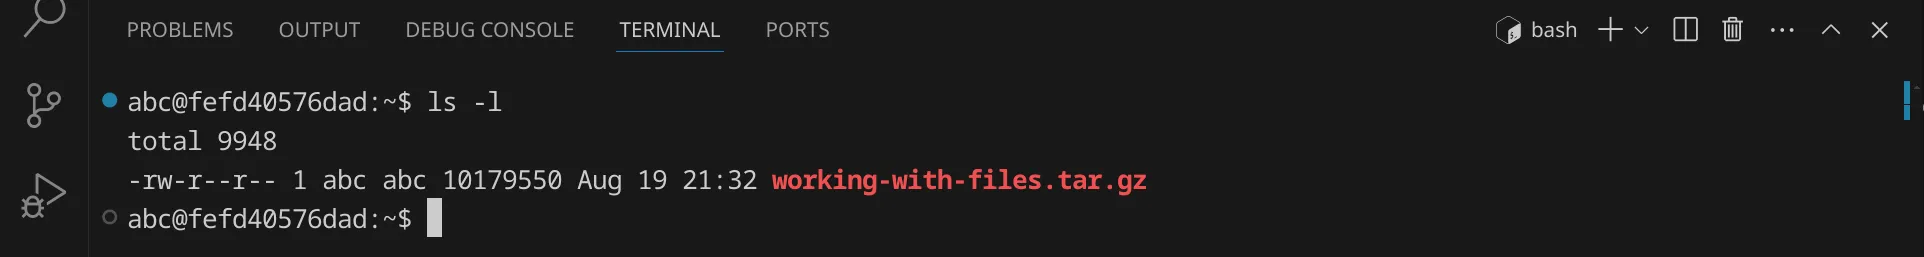 PROBLEMS OUTPUT DEBUG CONSOLE TERMINAL PORTS bash
abc@fefd40576dad:~$ ls -l
total 9948
-rw-r--r-- 1 abc abc 10179550 Aug 19 21:32 working-with-files.tar.gz
abc@fefd40576dad:~$